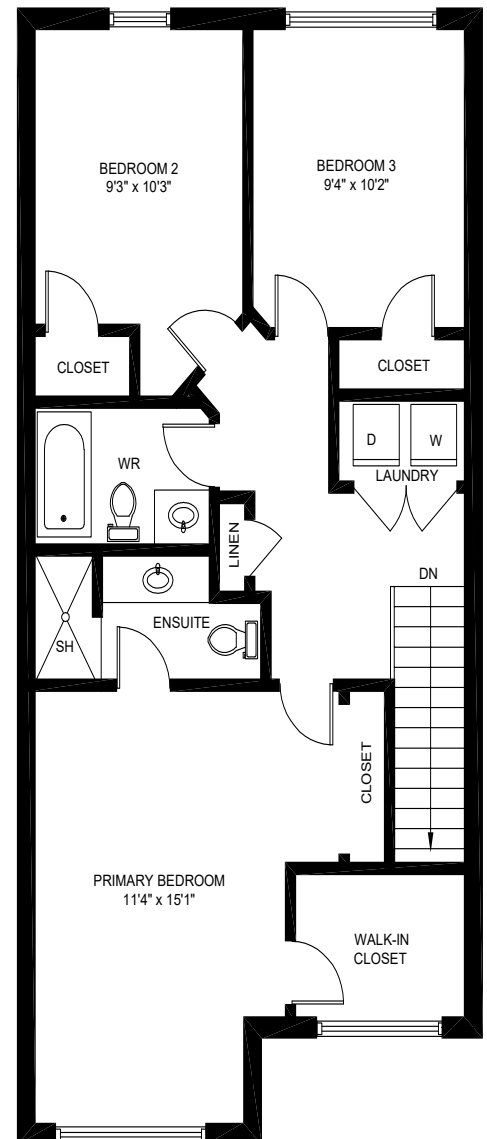 BEDROOM 2
9'3" x 10'3"
BEDROOM 3
9'4" x 10'2"
CLOSET
CLOSET
D
W
LAUNDRY
WR
LINEN
DN
SH
ENSUITE
CLOSET
PRIMARY BEDROOM
11'4" x 15'1"
WALK-IN
CLOSET